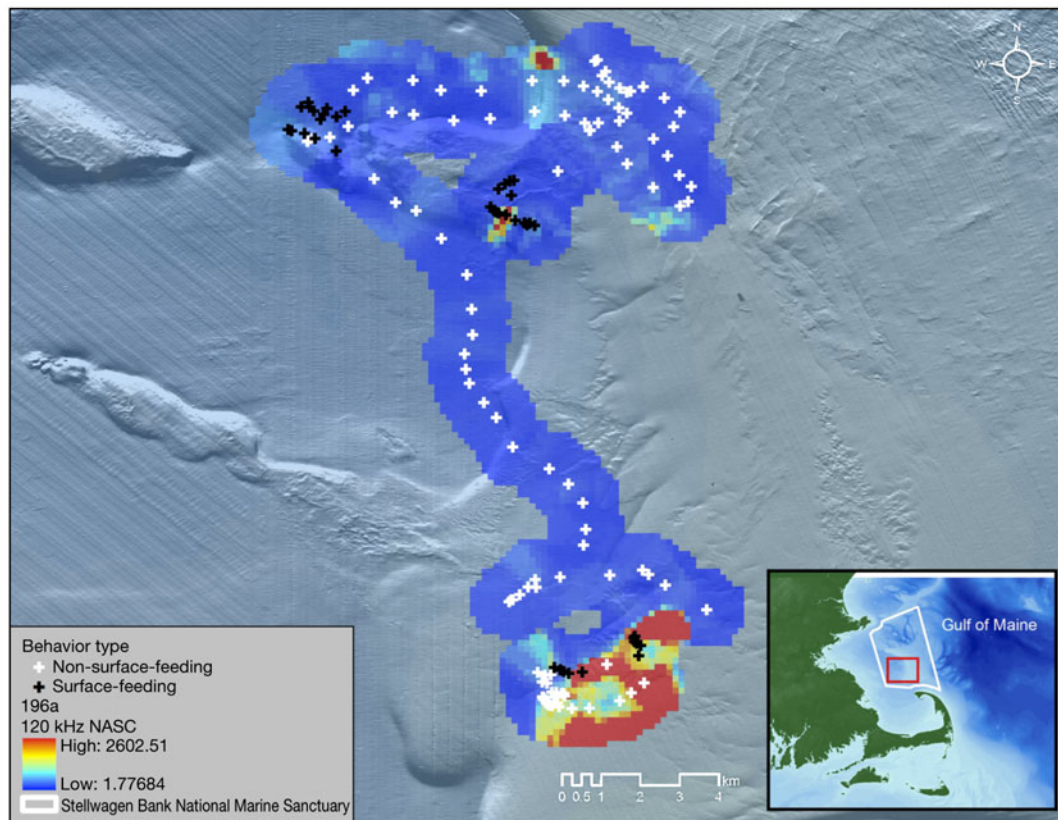 N
W E
S
Behavior type
Non-surface-feeding
Surface-feeding
196a
120 kHz NASC
High: 2602.51
Low: 1.77684
Stellwagen Bank National Marine Sanctuary
km
0 0.5 1 2 3 4
Gulf of Maine